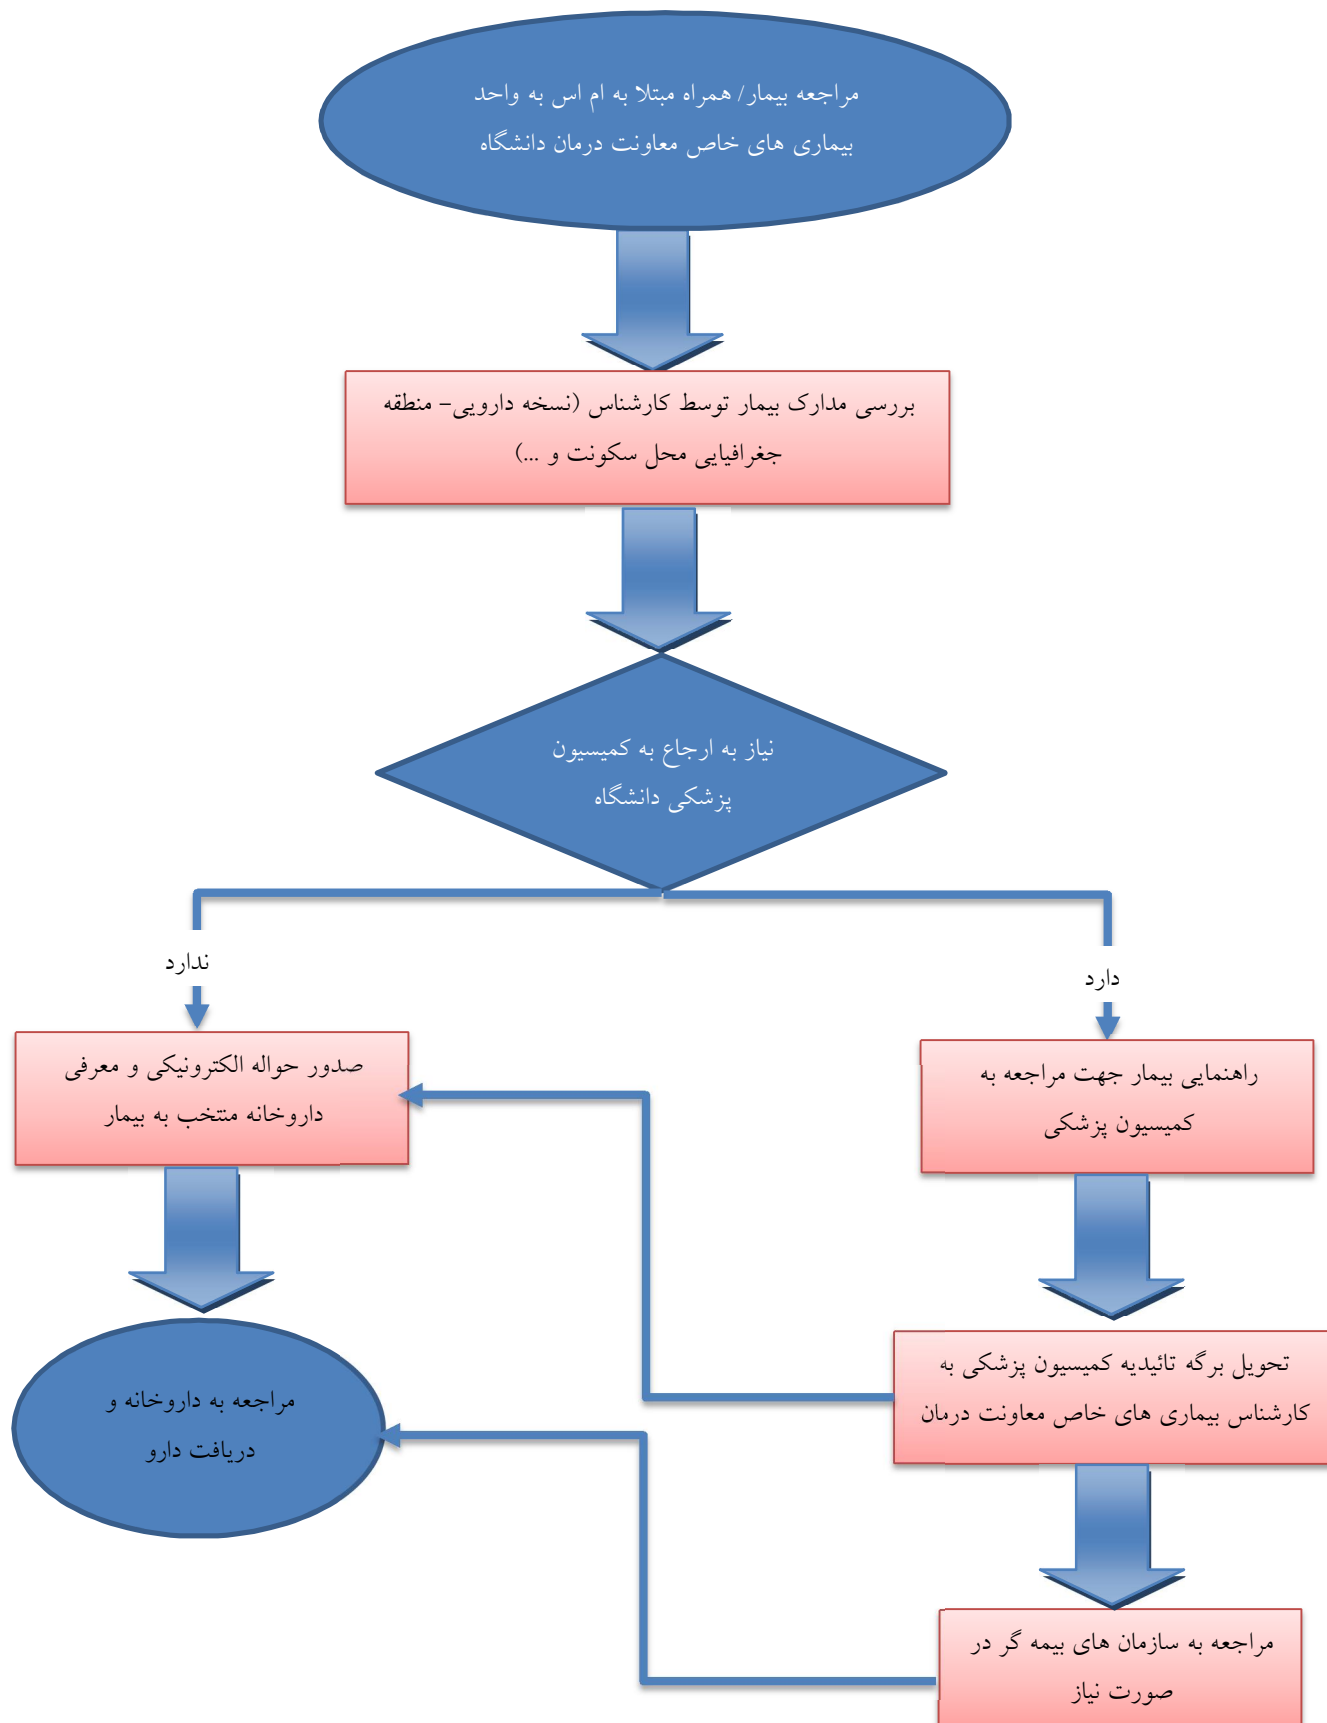 مراجعه بیمار/ همراه مبتلا به ام اس به واحد
بیماری های خاص معاونت درمان دانشگاه
بررسی مدارک بیمار توسط کارشناس (نسخه دارویی- منطقه
جغرافیایی محل سکونت و ...)
نیاز به ارجاع به کمیسیون
پزشکی دانشگاه
ندارد
دارد
راهنمایی بیمار جهت مراجعه به
کمیسیون پزشکی
صدور حواله الکترونیکی و معرفی
داروخانه منتخب به بیمار
تحویل برگه تائیدیه کمیسیون پزشکی به
کارشناس بیماری های خاص معاونت درمان
مراجعه به داروخانه و
دریافت دارو
مراجعه به سازمان های بیمه گر در
صورت نیاز